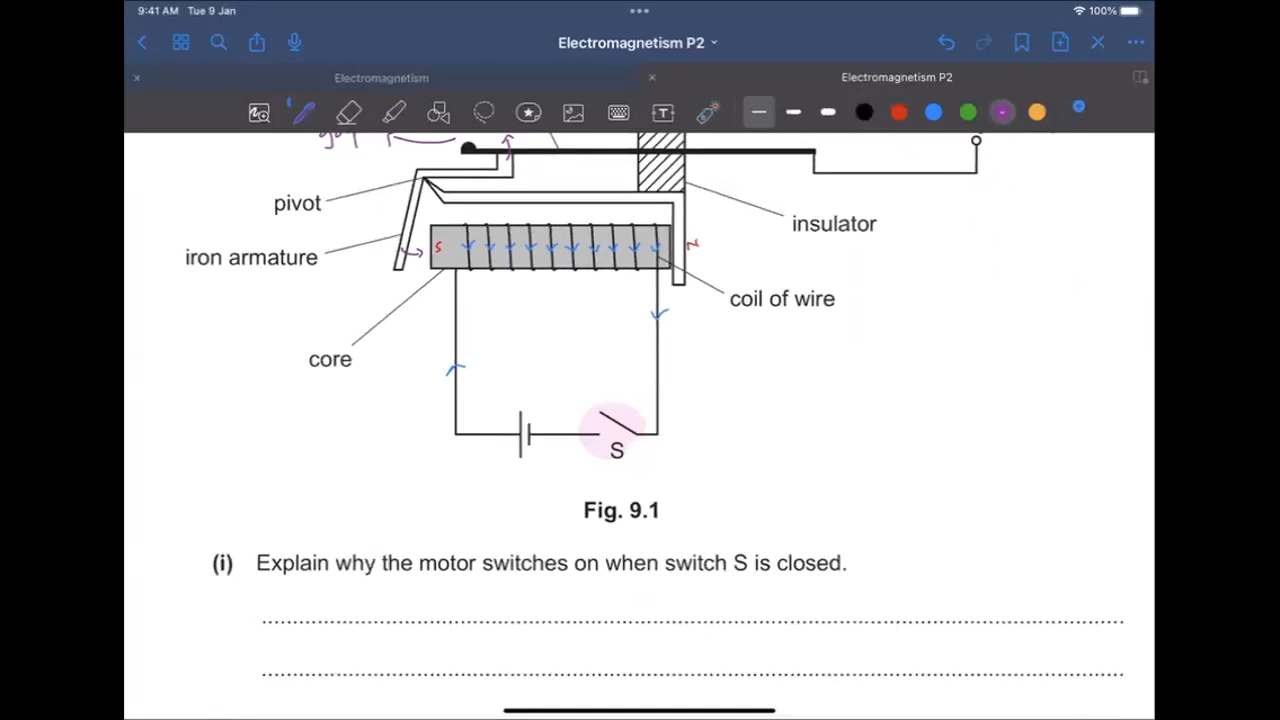 9:41 AM Tue 9 Jan
100%
Electromagnetism P2
Electromagnetism
Electromagnetism P2
T
gap
pivot
insulator
iron armature
S
N
coil of wire
core
S
Fig. 9.1
(i) Explain why the motor switches on when switch S is closed.